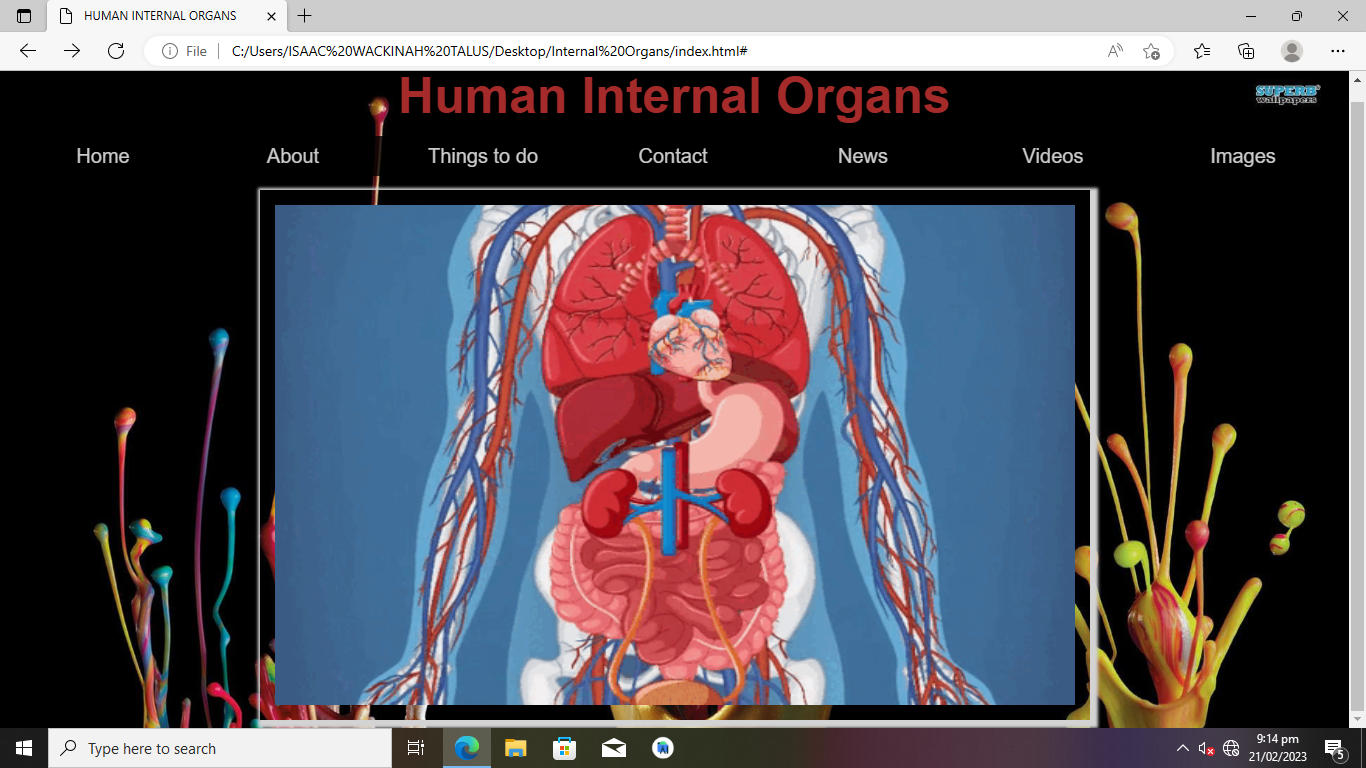 HUMAN INTERNAL ORGANS
File
C:/Users/ISAAC%20WACKINAH%20TALUS/Desktop/Internal%20Organs/index.html#
Human Internal Organs
SUPERB
wallpapers
Home About Things to do Contact News Videos Images
Type here to search
9:14 pm
21/02/2023
5